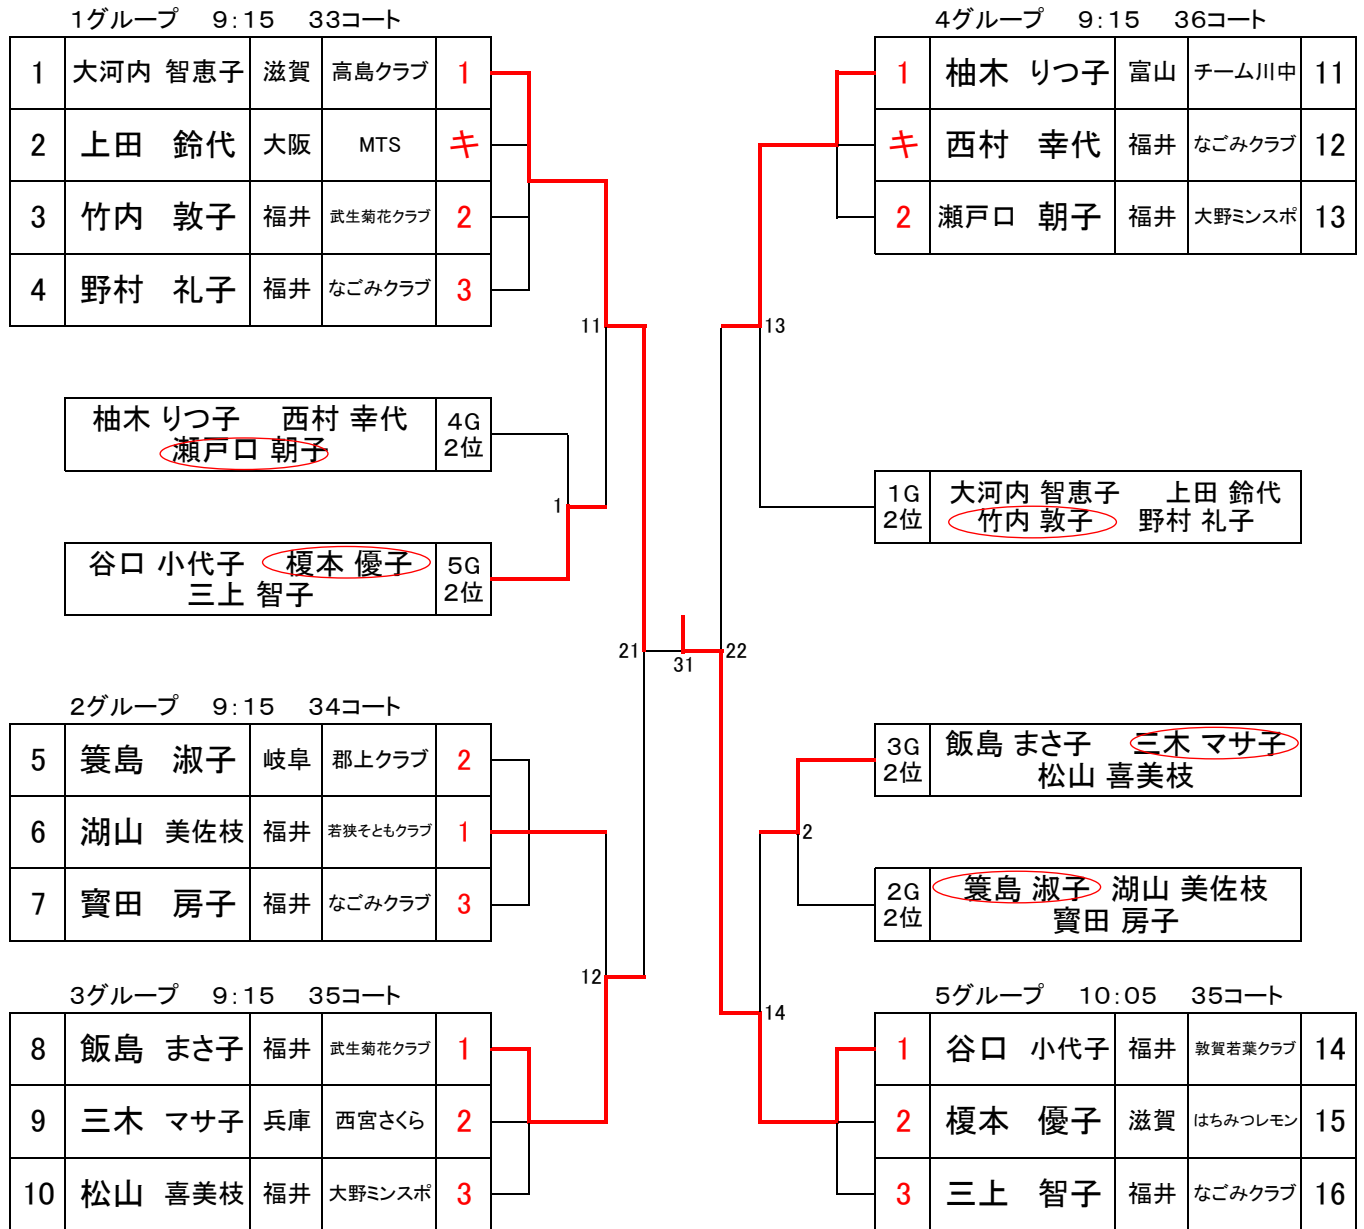 1グループ 9:15 33コート
1 大河内 智恵子 滋賀 高島クラブ 1
2 上田 鈴代 大阪 MTS キ
3 竹内 敦子 福井 武生菊花クラブ 2
4 野村 礼子 福井 なごみクラブ 3
11
柚木 りつ子 西村 幸代
瀬戸口 朝子
4G
2位
1
谷口 小代子 榎本 優子
三上 智子
5G
2位
21
2グループ 9:15 34コート
5 簑島 淑子 岐阜 郡上クラブ 2
6 湖山 美佐枝 福井 若狭そともクラブ 1
7 寳田 房子 福井 なごみクラブ 3
12
3グループ 9:15 35コート
8 飯島 まさ子 福井 武生菊花クラブ 1
9 三木 マサ子 兵庫 西宮さくら 2
10 松山 喜美枝 福井 大野ミンスポ 3
31
4グループ 9:15 36コート
1 柚木 りつ子 富山 チーム川中 11
キ 西村 幸代 福井 なごみクラブ 12
2 瀬戸口 朝子 福井 大野ミンスポ 13
13
1G
2位
大河内 智恵子 上田 鈴代
竹内 敦子 野村 礼子
22
3G
2位
飯島 まさ子 三木 マサ子
松山 喜美枝
2
2G
2位
簑島 淑子 湖山 美佐枝
寳田 房子
14
5グループ 10:05 35コート
1 谷口 小代子 福井 敦賀若葉クラブ 14
2 榎本 優子 滋賀 はちみつレモン 15
3 三上 智子 福井 なごみクラブ 16